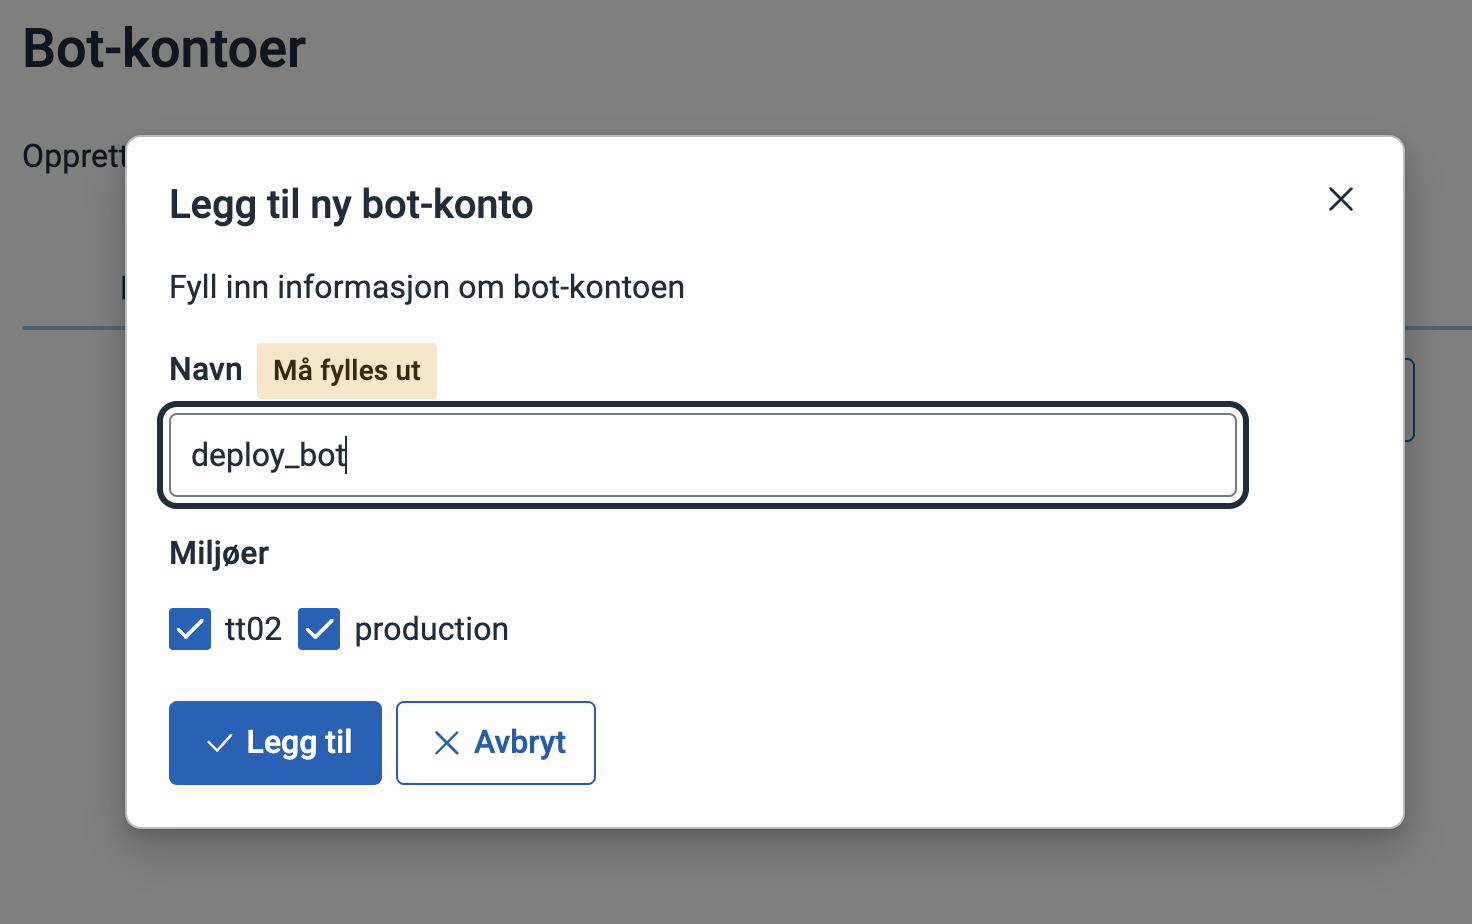 Bot-kontoer
Opprett
Legg til ny bot-konto
Fyll inn informasjon om bot-kontoen
Navn Må fylles ut
deploy_bot
Miljøer
tt02 production
Legg til Avbryt